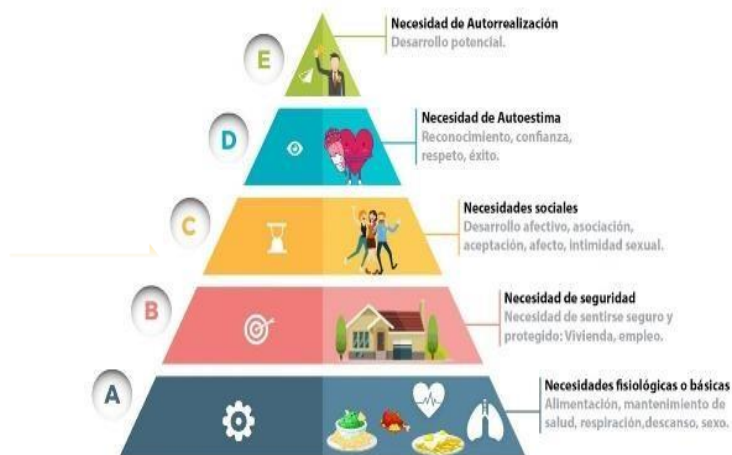 E
Necesidad de Autorrealización
Desarrollo potencial.
D
Necesidad de Autoestima
Reconocimiento, confianza,
respeto, éxito.
C
Necesidades sociales
Desarrollo afectivo, asociación,
aceptación, afecto, intimidad sexual.
B
Necesidad de seguridad
Necesidad de sentirse seguro y
protegido: Vivienda, empleo.
A
Necesidades fisiológicas o básicas
Alimentación, mantenimiento de
salud, respiración,descanso, sexo.